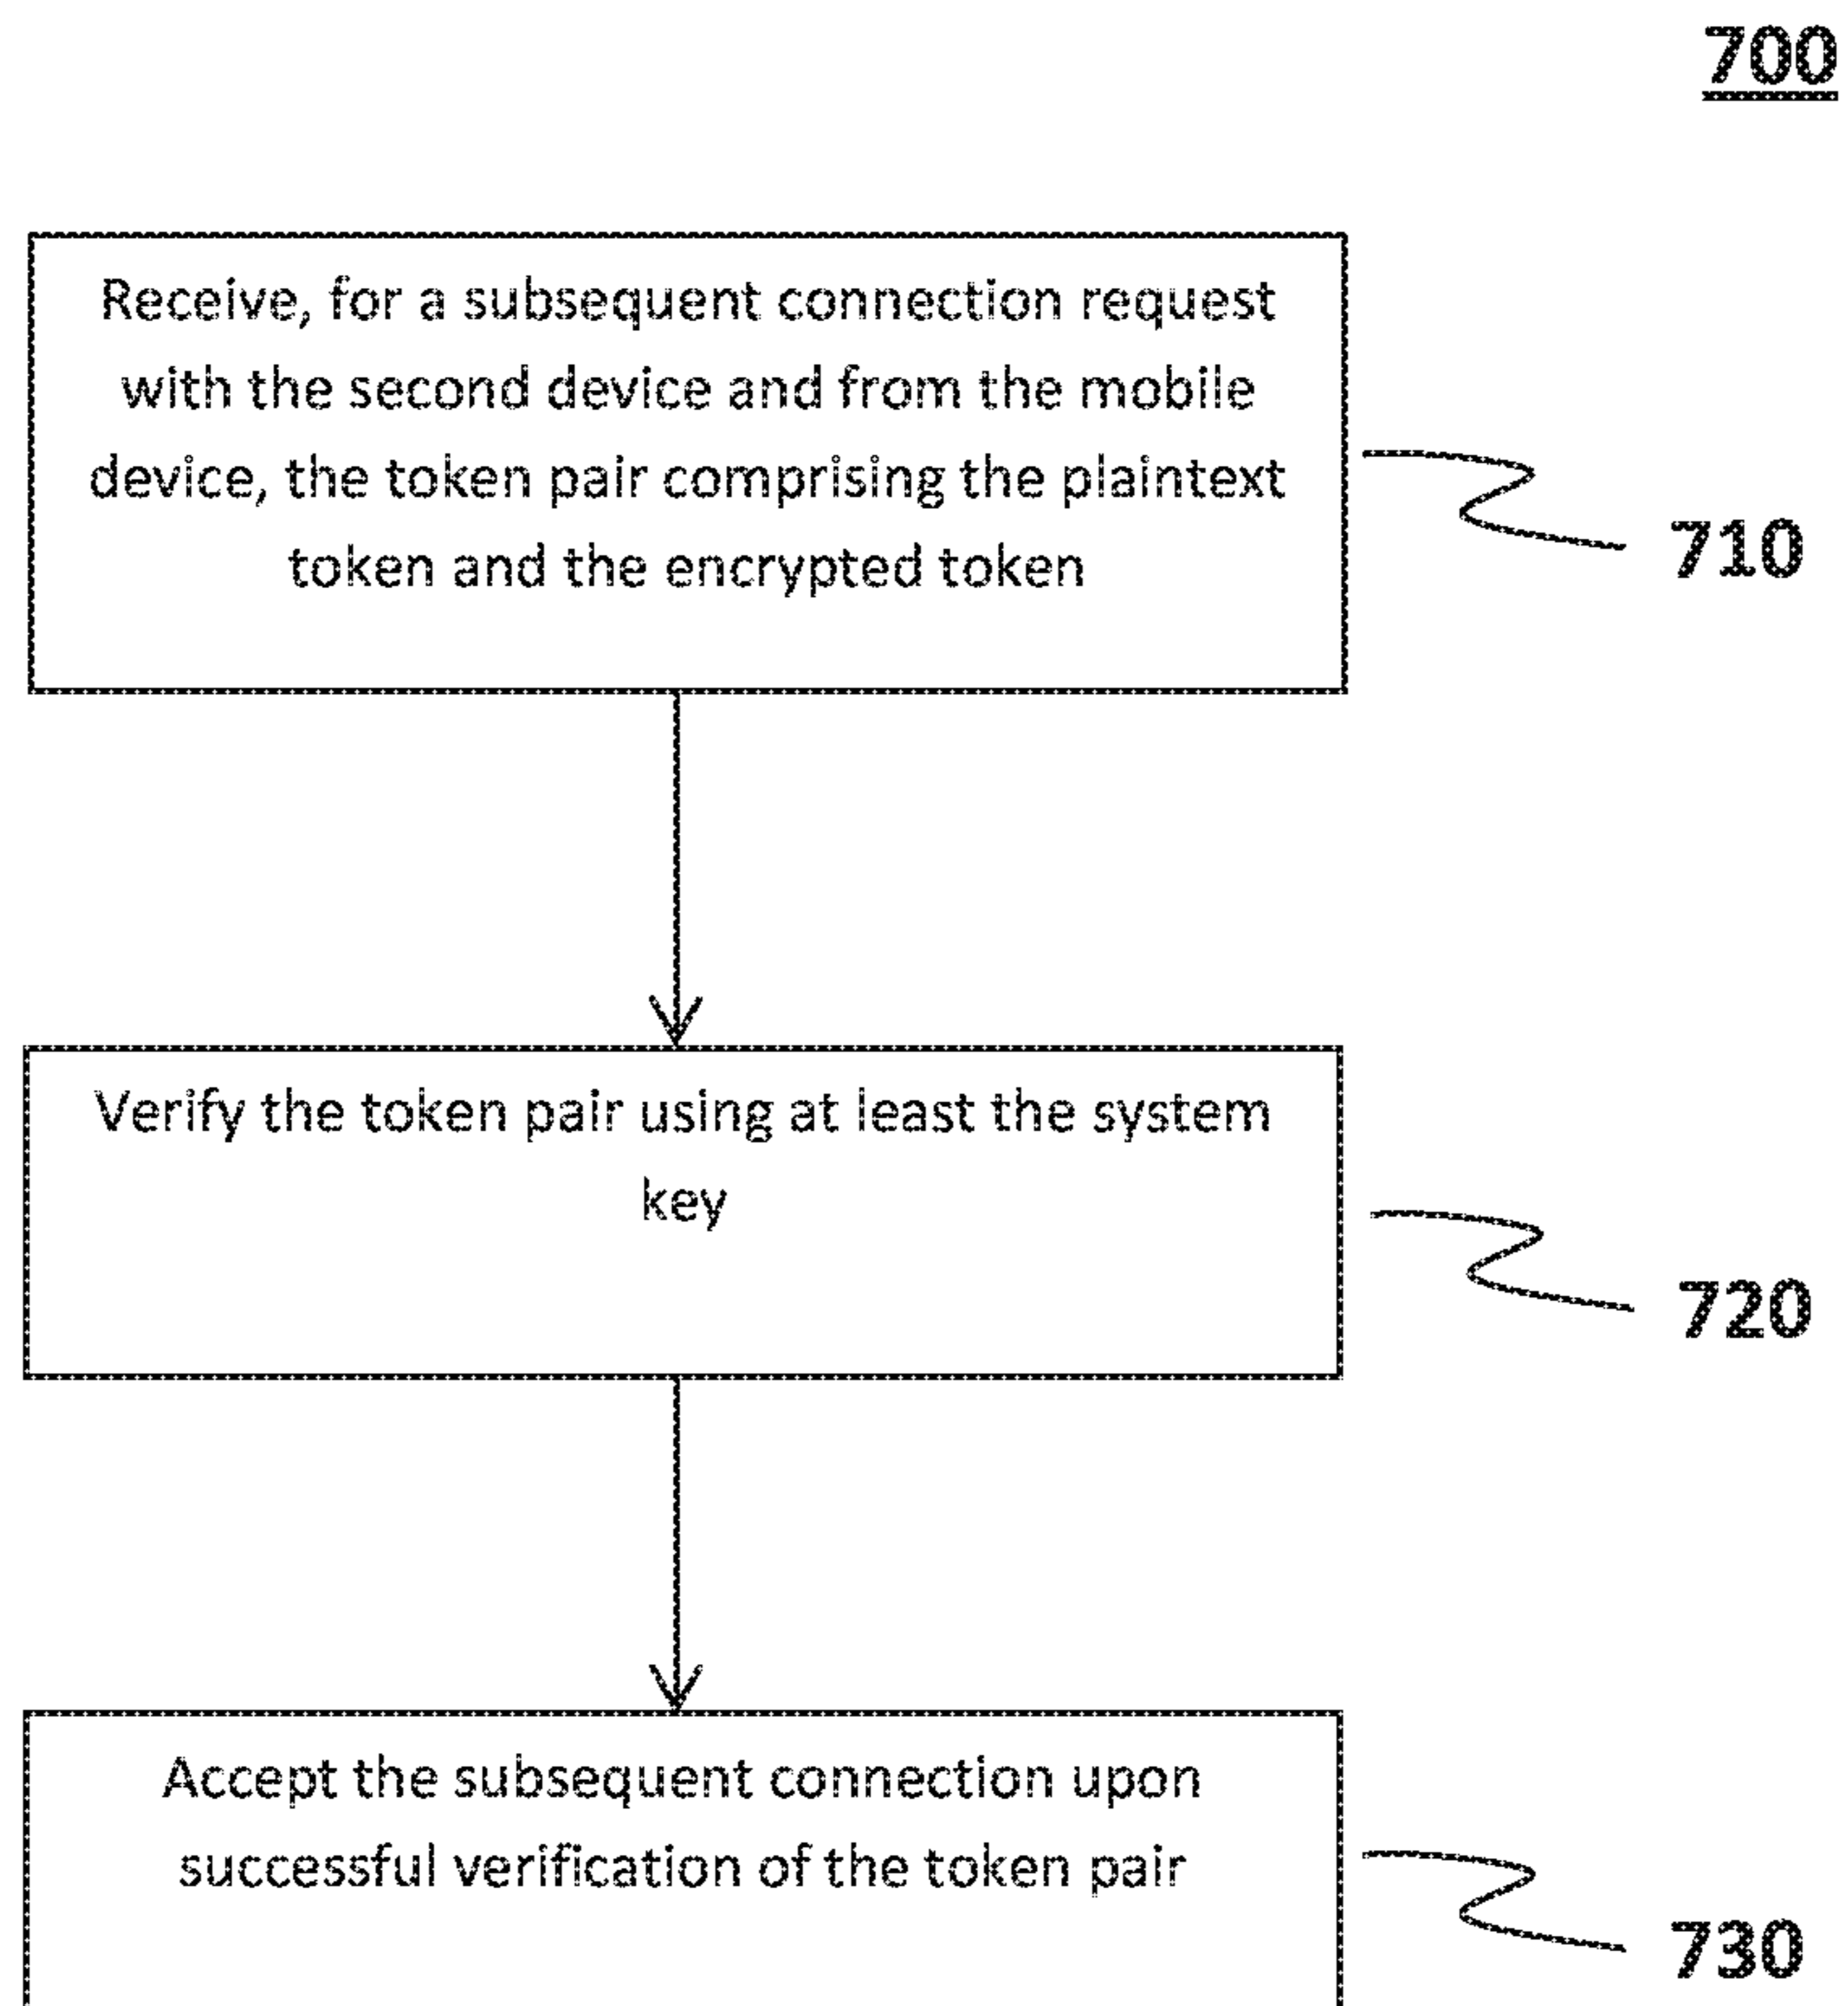 700
Receive, for a subsequent connection request
with the second device and from the mobile
device, the token pair comprising the plaintext
token and the encrypted token
710
Verify the token pair using at least the system
key
720
Accept the subsequent connection upon
successful verification of the token pair
730